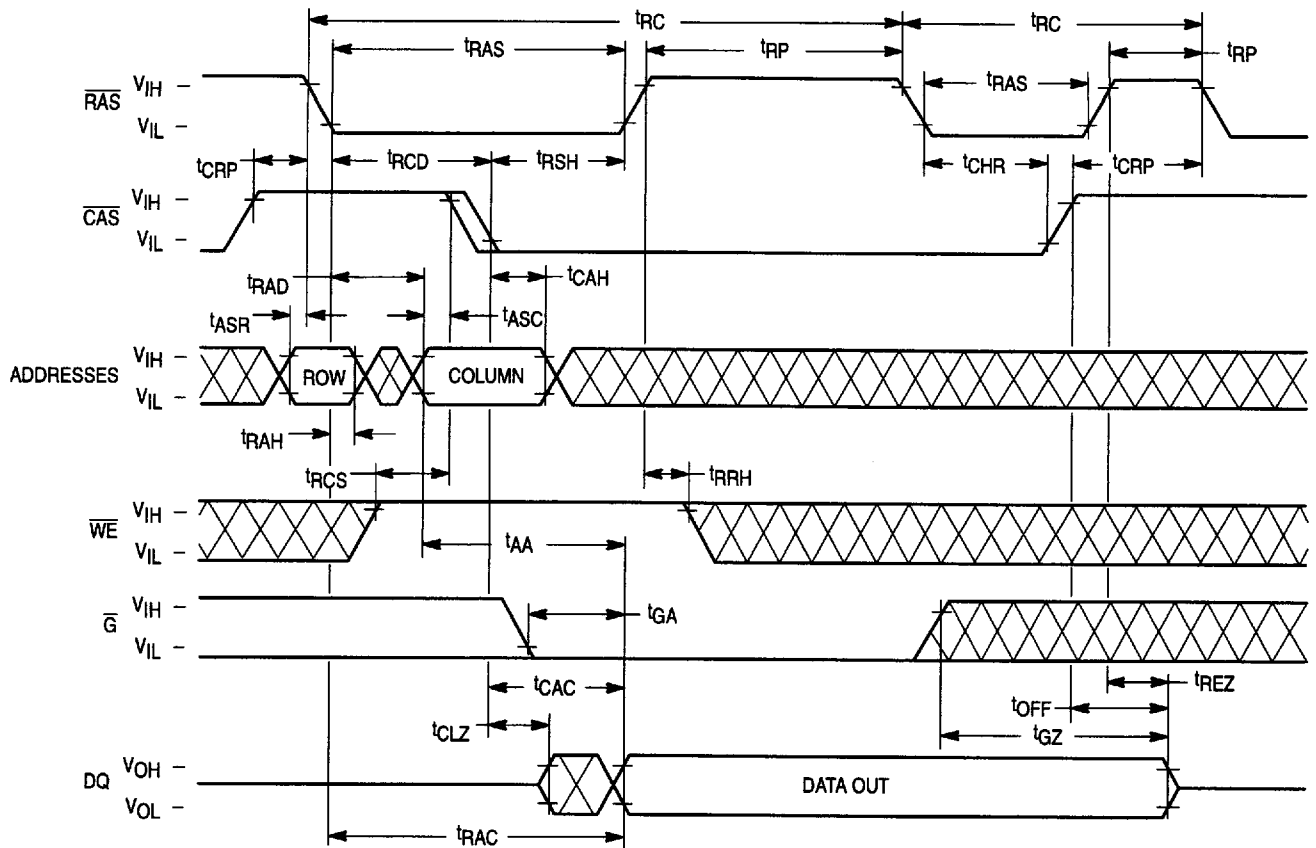 tRC tRC
tRAS tRP tRP
tRAS
RAS VIH
VIL
tCRP tRCD tRSH tCHR tCRP
CAS VIH
VIL
tRAD tCAH
tASR tASC
ADDRESSES VIH
VIL
ROW COLUMN
tRAH
tRCS tRRH
WE VIH
VIL
tAA
G VIH
VIL
tGA
tCAC tREZ
tCLZ tOFF
tGZ
DQ VOH
VOL
DATA OUT
tRAC